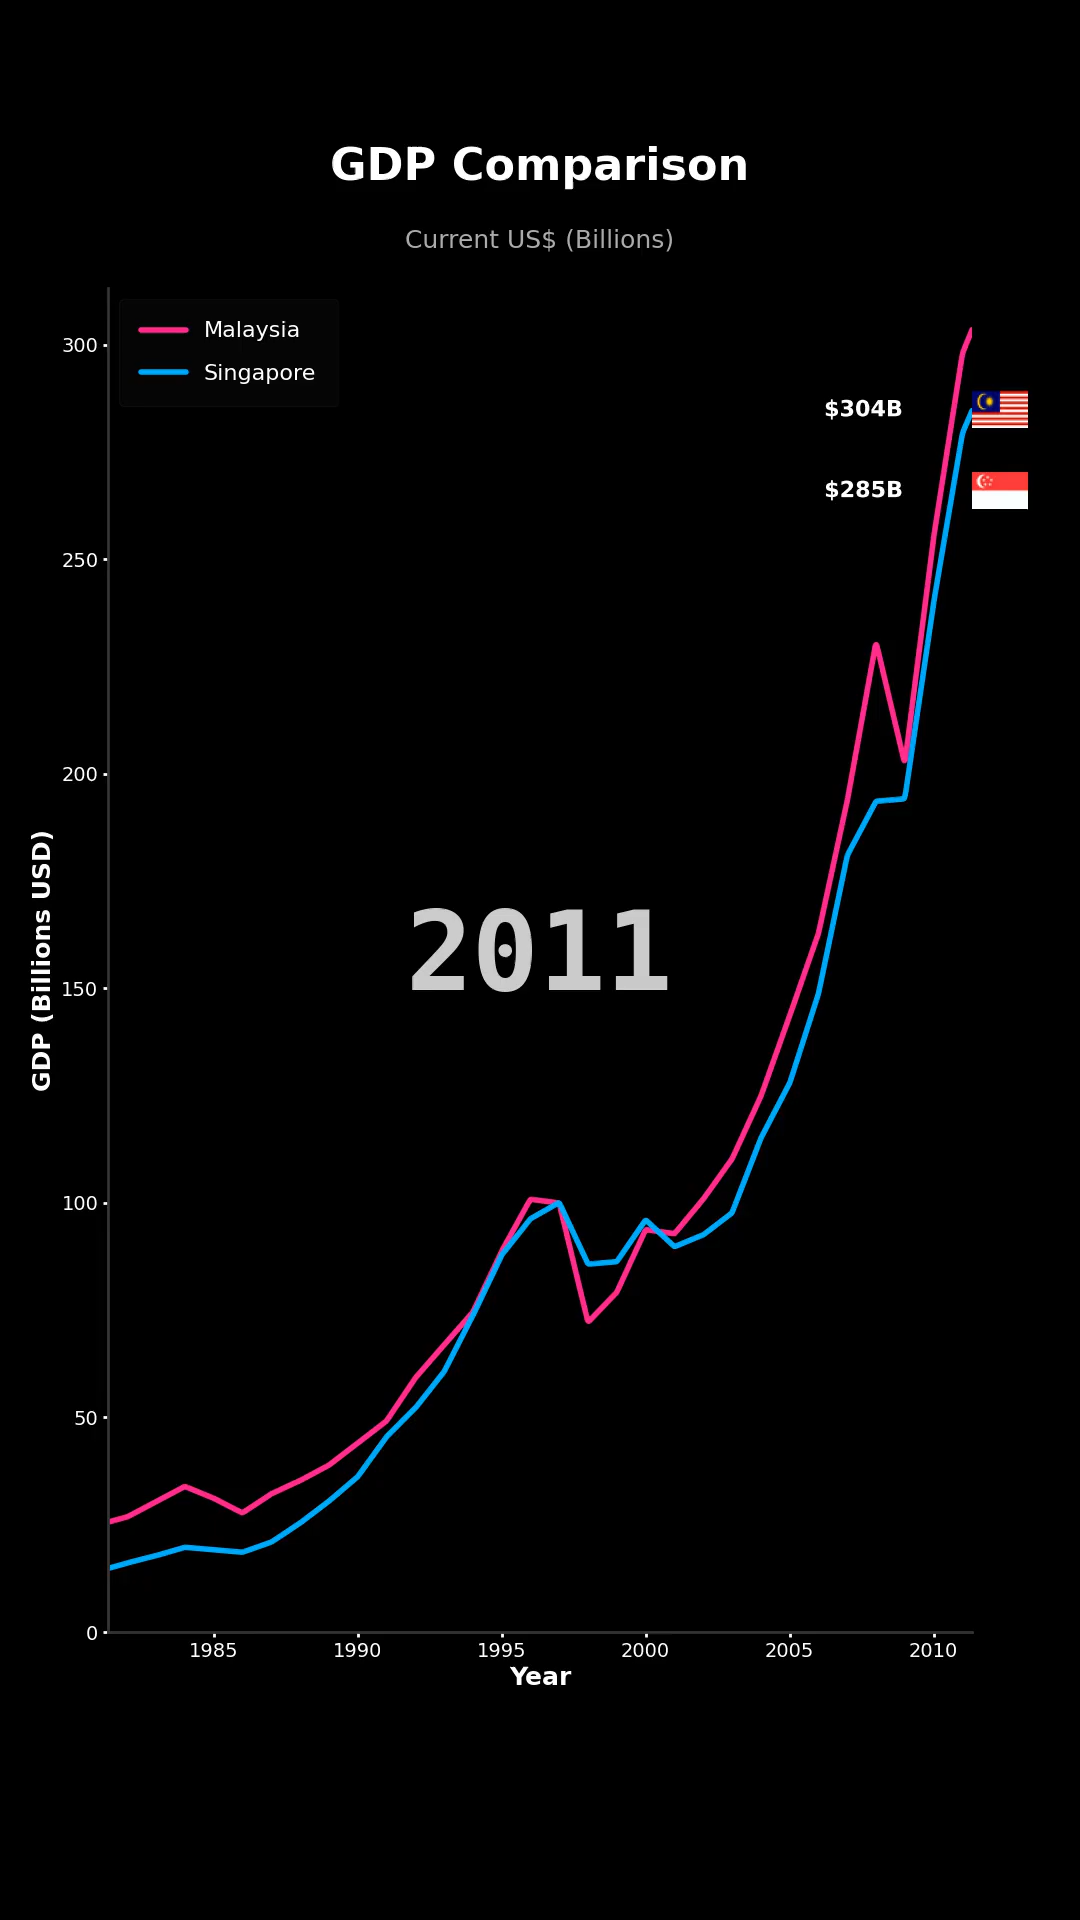 GDP Comparison
Current US$ (Billions)
Malaysia
Singapore
300
250
200
150
100
50
0
GDP (Billions USD)
$304B
$285B
2011
1985
1990
1995
2000
2005
2010
Year